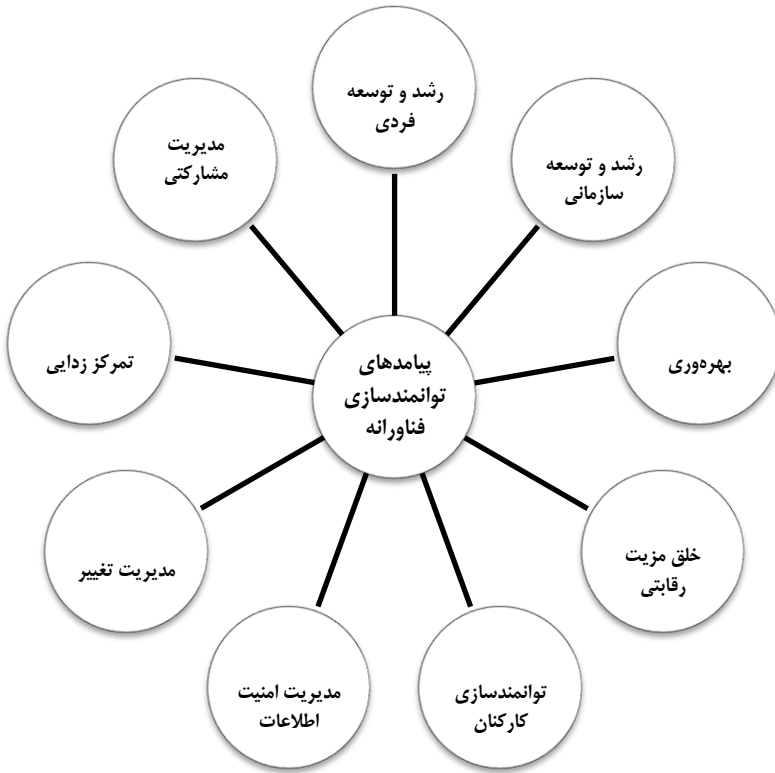 رشد و توسعه
فردی
رشد و توسعه
سازمانی
بهره‌وری
خلق مزیت
رقابتی
توانمندسازی
کارکنان
مدیریت امنیت
اطلاعات
مدیریت تغییر
تمرکز زدایی
مدیریت
مشارکتی
پیامدهای
توانمندسازی
فناورانه